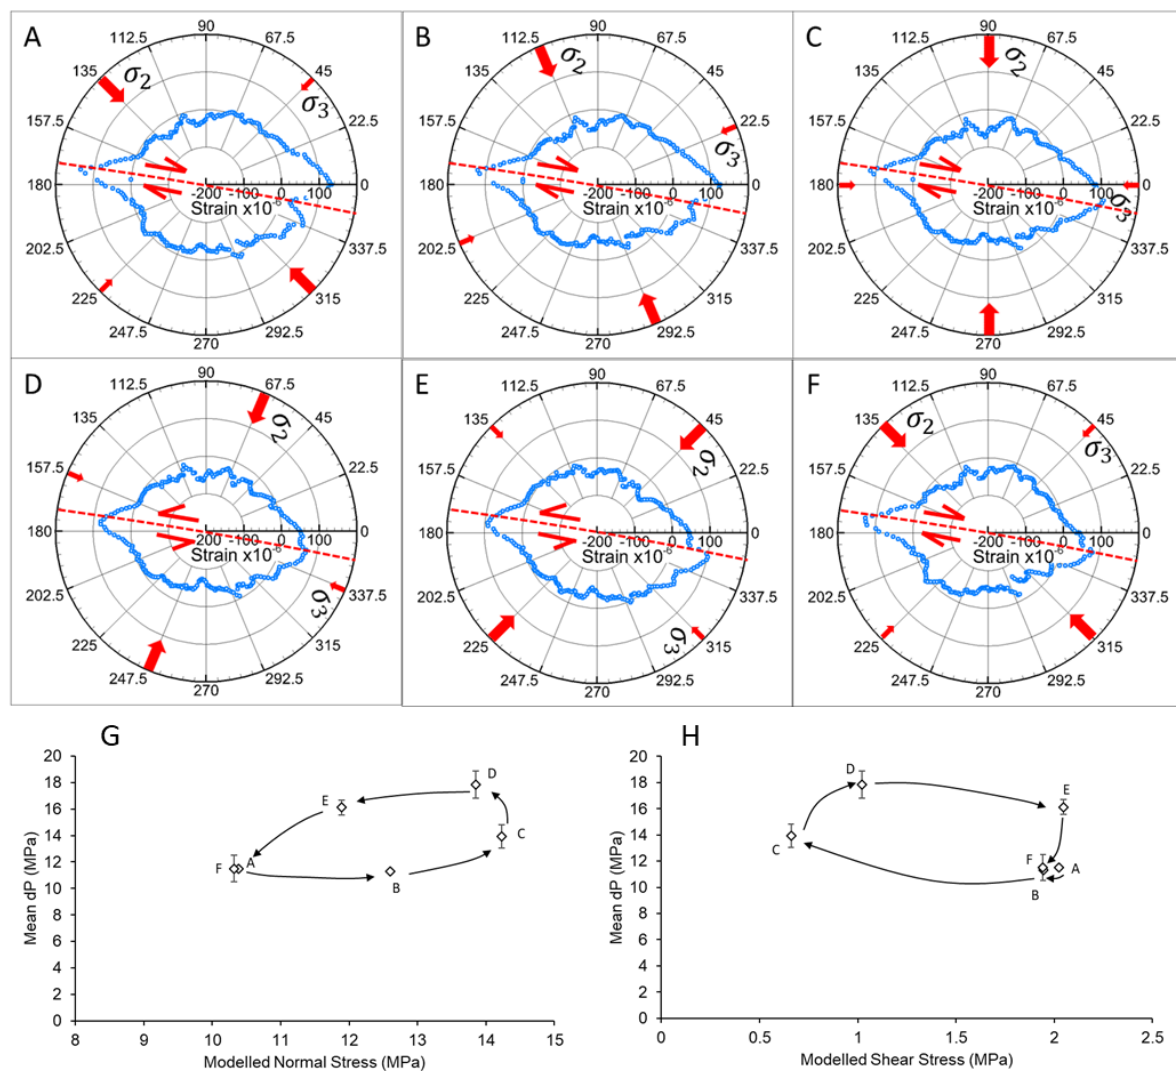 A
90
112.5
67.5
135
σ2
45
σ3
157.5
22.5
180
-200 -100 0 100
0
Strain x10-6
202.5
337.5
225
315
247.5
292.5
270
B
90
112.5
67.5
σ2
135
45
157.5
22.5
σ3
180
-200 -100 0 100
0
Strain x10-6
202.5
337.5
225
315
247.5
292.5
270
C
90
112.5
67.5
σ2
135
45
157.5
22.5
180
-200 -100 0 100
0
Strain x10-6
σ3
202.5
337.5
225
315
247.5
292.5
270
D
90
112.5
67.5
σ2
135
45
157.5
22.5
180
-200 -100 0 100
0
Strain x10-6
202.5
σ3
337.5
225
315
247.5
292.5
270
E
90
112.5
67.5
135
45
σ2
157.5
22.5
180
-200 -100 0 100
0
Strain x10-6
202.5
337.5
225
σ3
315
247.5
292.5
270
F
90
112.5
67.5
135
σ2
45
σ3
157.5
22.5
180
-200 -100 0 100
0
Strain x10-6
202.5
337.5
225
315
247.5
292.5
270
G
20
18
16
14
12
10
8
6
4
2
0
Mean dP (MPa)
D
E
C
F
A
B
8 9 10 11 12 13 14 15
Modelled Normal Stress (MPa)
H
20
18
16
14
12
10
8
6
4
2
0
Mean dP (MPa)
D
E
C
F
A
B
0 0.5 1 1.5 2 2.5
Modelled Shear Stress (MPa)